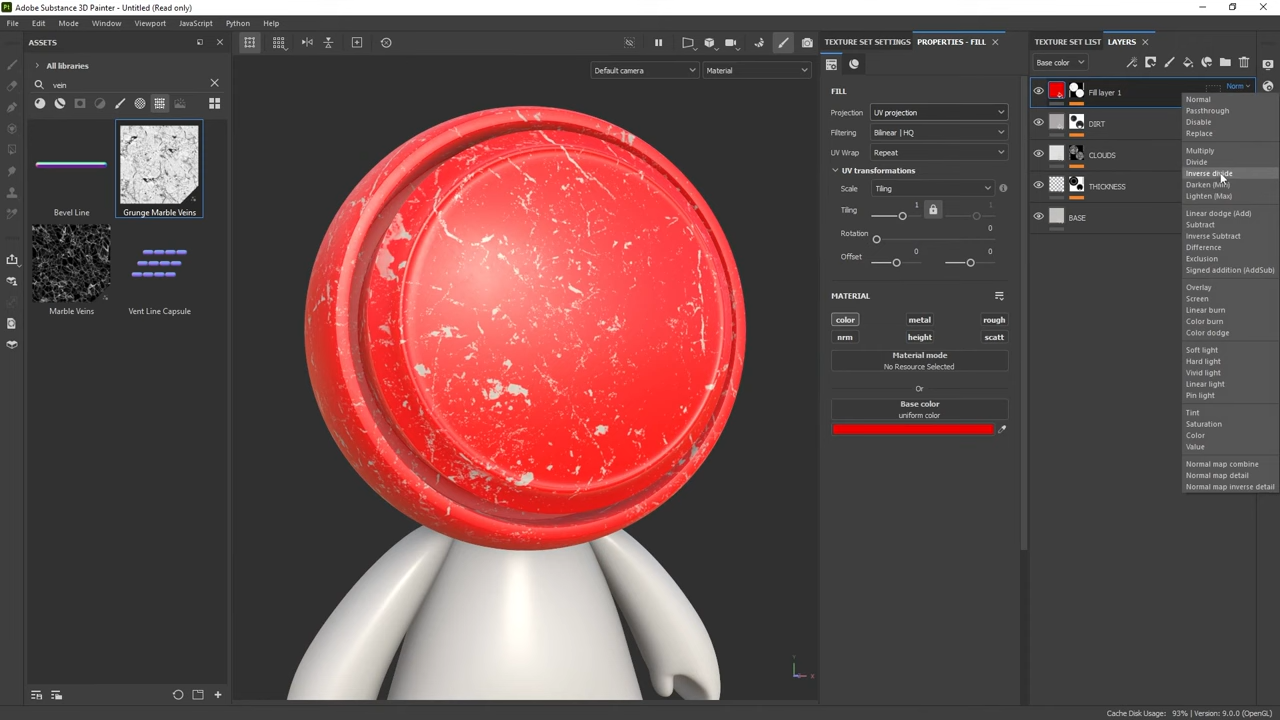 Adobe Substance 3D Painter - Untitled (Read only)
File Edit Mode Window Viewport JavaScript Python Help
ASSETS
All libraries
vein
Bevel Line
Grunge Marble Veins
Marble Veins
Vent Line Capsule
Default camera
Material
TEXTURE SET SETTINGS
PROPERTIES - FILL
FILL
Projection UV projection
Filtering Bilinear | HQ
UV Wrap Repeat
UV transformations
Scale Tiling
Tiling 1 1
Rotation 0
Offset 0 0
MATERIAL
color metal rough
nrm height scatt
Material mode
No Resource Selected
Or
Base color
uniform color
TEXTURE SET LIST
LAYERS
Base color
Fill layer 1
Norm
DIRT
CLOUDS
THICKNESS
BASE
Normal
Passthrough
Disable
Replace
Multiply
Divide
Inverse divide
Darken (Min)
Lighten (Max)
Linear dodge (Add)
Subtract
Inverse Subtract
Difference
Exclusion
Signed addition (AddSub)
Overlay
Screen
Linear burn
Color burn
Color dodge
Soft light
Hard light
Vivid light
Linear light
Pin light
Tint
Saturation
Color
Value
Normal map combine
Normal map detail
Normal map inverse detail
Cache Disk Usage: 93% | Version: 9.0.0 (OpenGL)